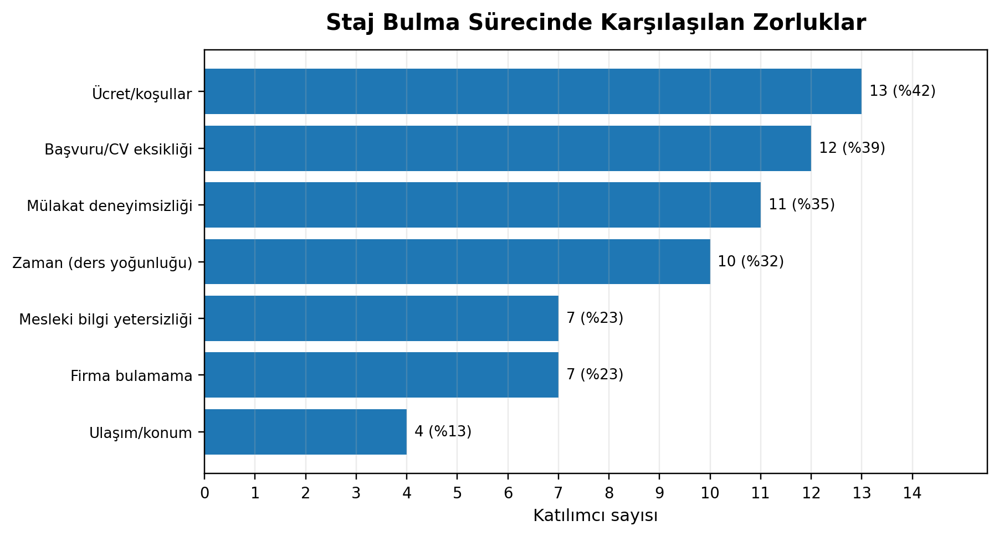 Staj Bulma Sürecinde Karşılaşılan Zorluklar
Ücret/koşullar
13 (%42)
Başvuru/CV eksikliği
12 (%39)
Mülakat deneyimsizliği
11 (%35)
Zaman (ders yoğunluğu)
10 (%32)
Mesleki bilgi yetersizliği
7 (%23)
Firma bulamama
7 (%23)
Ulaşım/konum
4 (%13)
0 1 2 3 4 5 6 7 8 9 10 11 12 13 14
Katılımcı sayısı